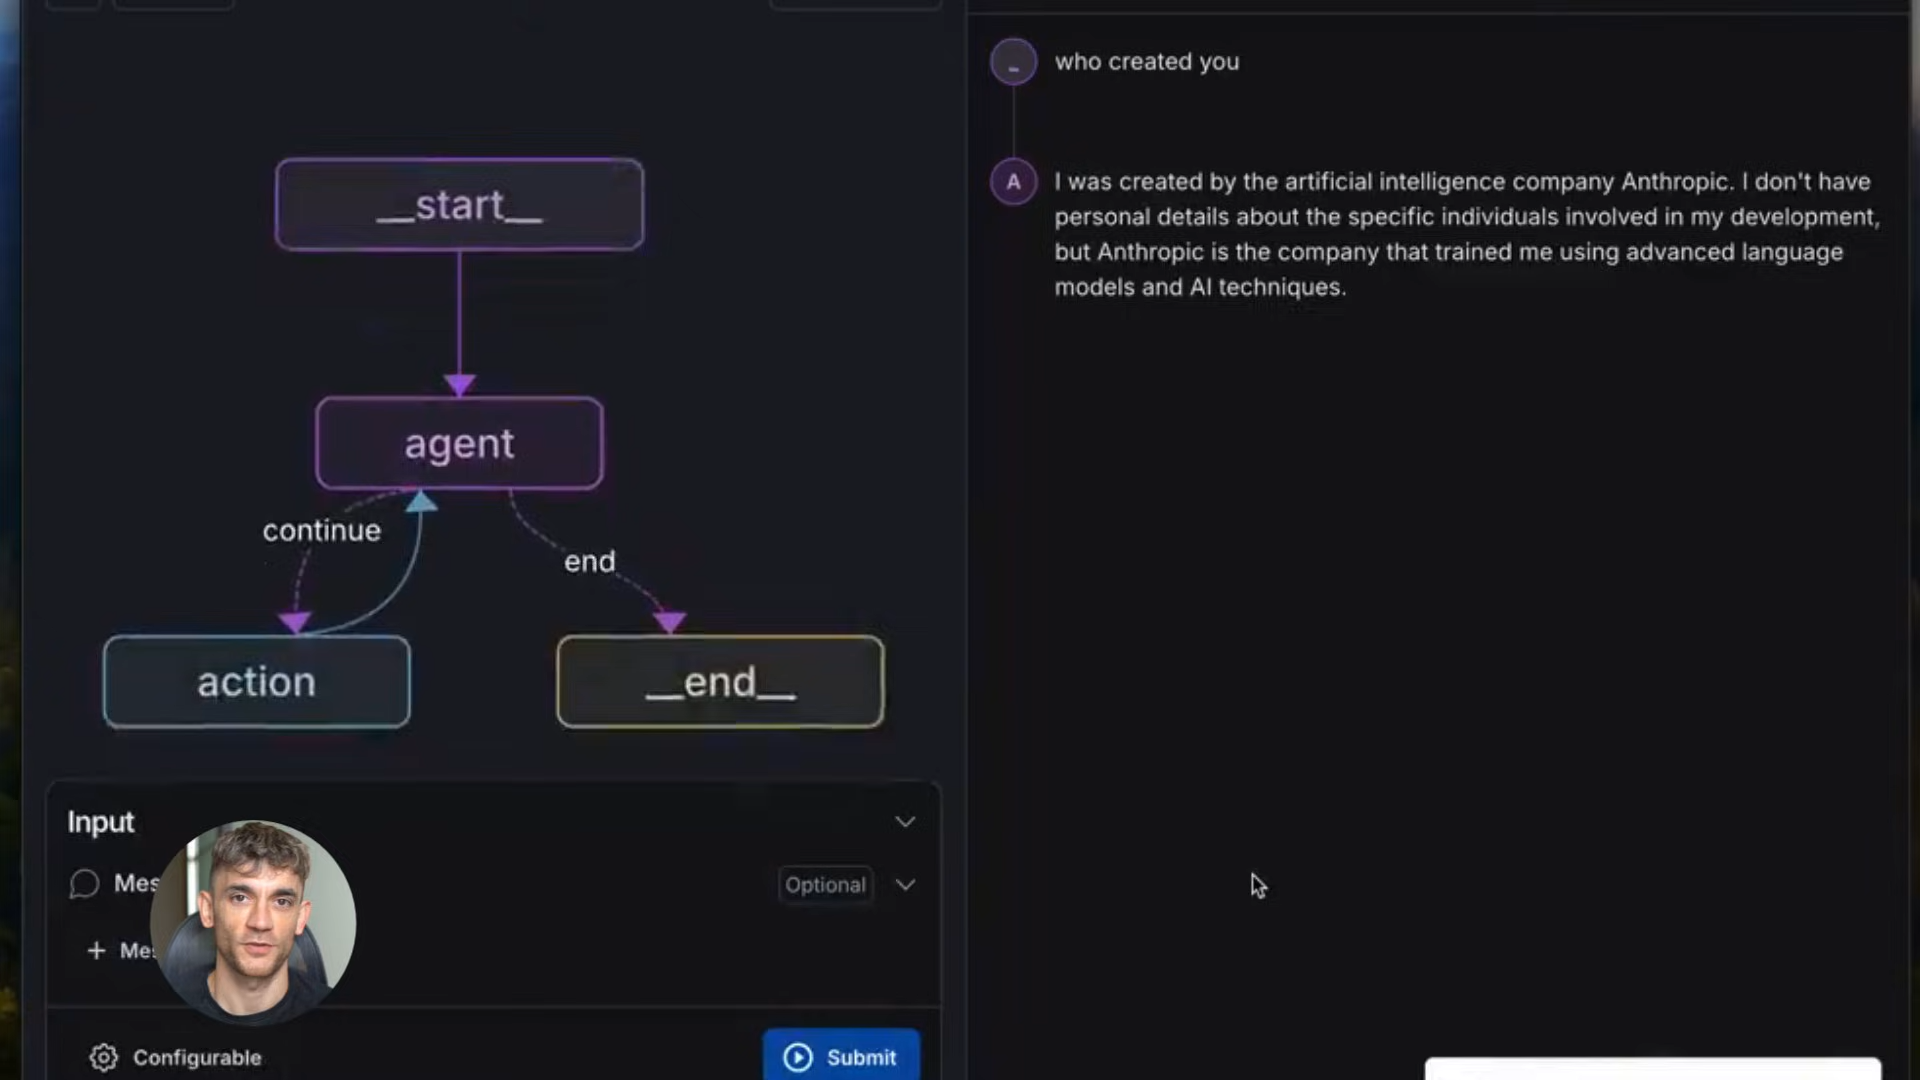 __start__
agent
continue
end
action
__end__
Input
Optional
Configurable
Submit
who created you
A
I was created by the artificial intelligence company Anthropic. I don't have
personal details about the specific individuals involved in my development,
but Anthropic is the company that trained me using advanced language
models and AI techniques.